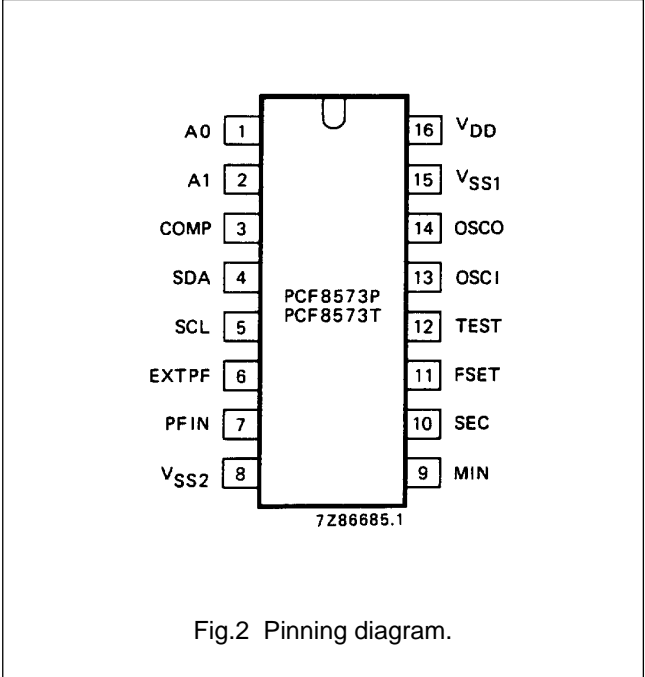 A0 1 16 VDD
A1 2 15 VSS1
COMP 3 14 OSCO
SDA 4 13 OSCI
PCF8573P
PCF8573T
SCL 5 12 TEST
EXTPF 6 11 FSET
PFIN 7 10 SEC
VSS2 8 9 MIN
7Z86685.1
Fig.2 Pinning diagram.